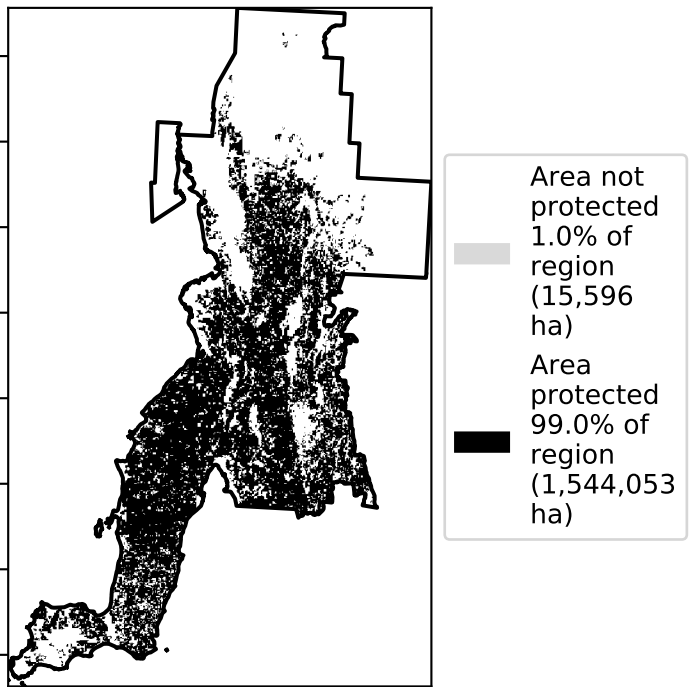 Area not
protected
1.0% of
region
(15,596
ha)
Area
protected
99.0% of
region
(1,544,053
ha)